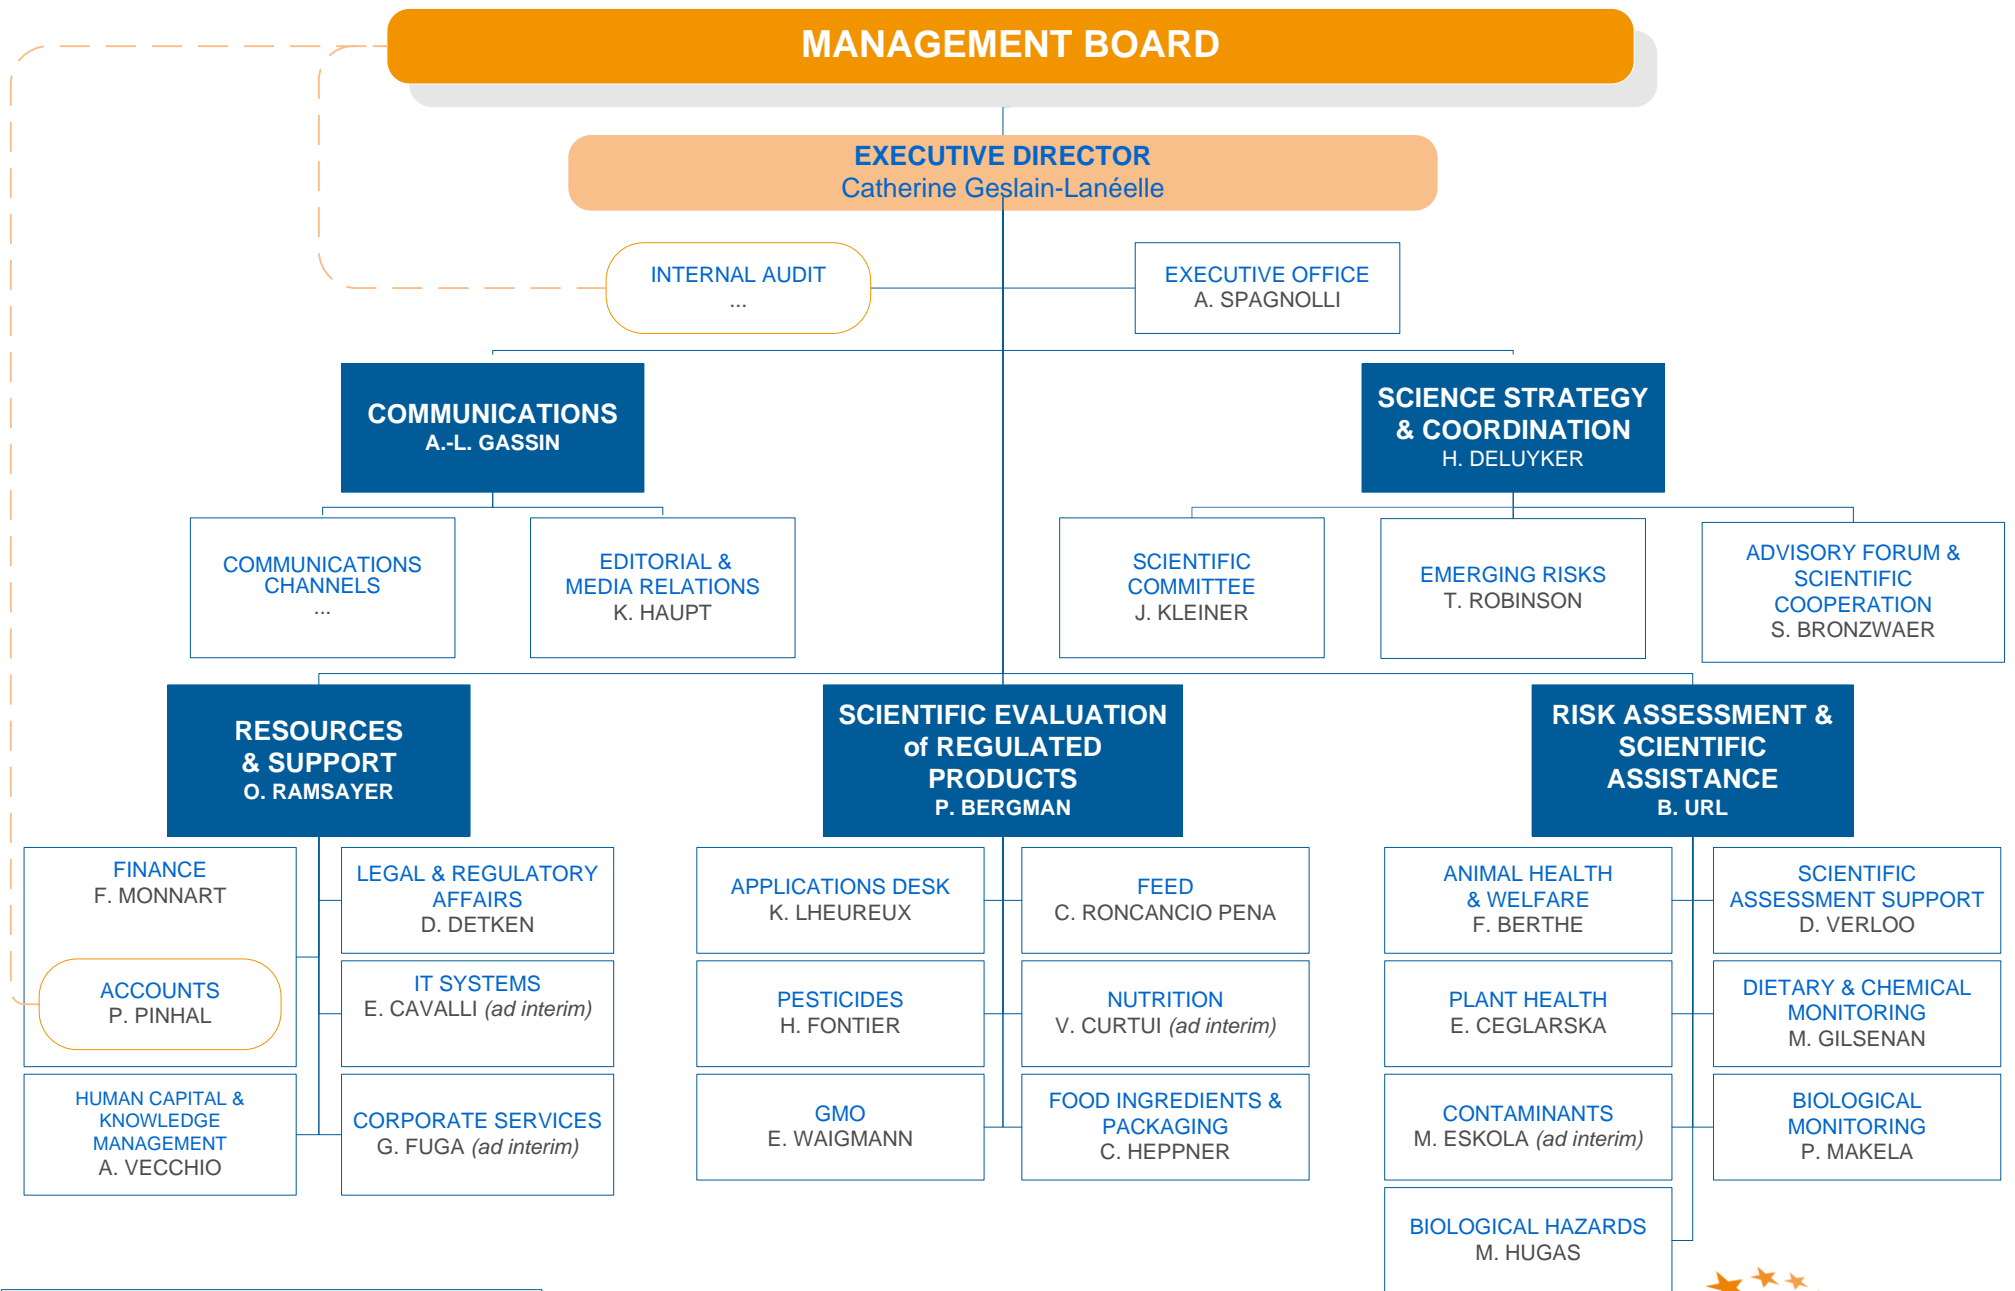 MANAGEMENT BOARD
EXECUTIVE DIRECTOR
Catherine Geslain-Lanéelle
INTERNAL AUDIT
...
EXECUTIVE OFFICE
A. SPAGNOLLI
COMMUNICATIONS
A.-L. GASSIN
SCIENCE STRATEGY
& COORDINATION
H. DELUYKER
COMMUNICATIONS
CHANNELS
...
EDITORIAL &
MEDIA RELATIONS
K. HAUPT
SCIENTIFIC
COMMITTEE
J. KLEINER
EMERGING RISKS
T. ROBINSON
ADVISORY FORUM &
SCIENTIFIC
COOPERATION
S. BRONZWAER
RESOURCES
& SUPPORT
O. RAMSAYER
SCIENTIFIC EVALUATION
of REGULATED
PRODUCTS
P. BERGMAN
RISK ASSESSMENT &
SCIENTIFIC
ASSISTANCE
B. URL
FINANCE
F. MONNART
ACCOUNTS
P. PINHAL
HUMAN CAPITAL &
KNOWLEDGE
MANAGEMENT
A. VECCHIO
LEGAL & REGULATORY
AFFAIRS
D. DETKEN
IT SYSTEMS
E. CAVALLI (ad interim)
CORPORATE SERVICES
G. FUGA (ad interim)
APPLICATIONS DESK
K. LHEUREUX
PESTICIDES
H. FONTIER
GMO
E. WAIGMANN
FEED
C. RONCANCIO PENA
NUTRITION
V. CURTUI (ad interim)
FOOD INGREDIENTS &
PACKAGING
C. HEPPNER
ANIMAL HEALTH
& WELFARE
F. BERTHE
PLANT HEALTH
E. CEGLARSKA
CONTAMINANTS
M. ESKOLA (ad interim)
BIOLOGICAL HAZARDS
M. HUGAS
SCIENTIFIC
ASSESSMENT SUPPORT
D. VERLOO
DIETARY & CHEMICAL
MONITORING
M. GILSENAN
BIOLOGICAL
MONITORING
P. MAKELA